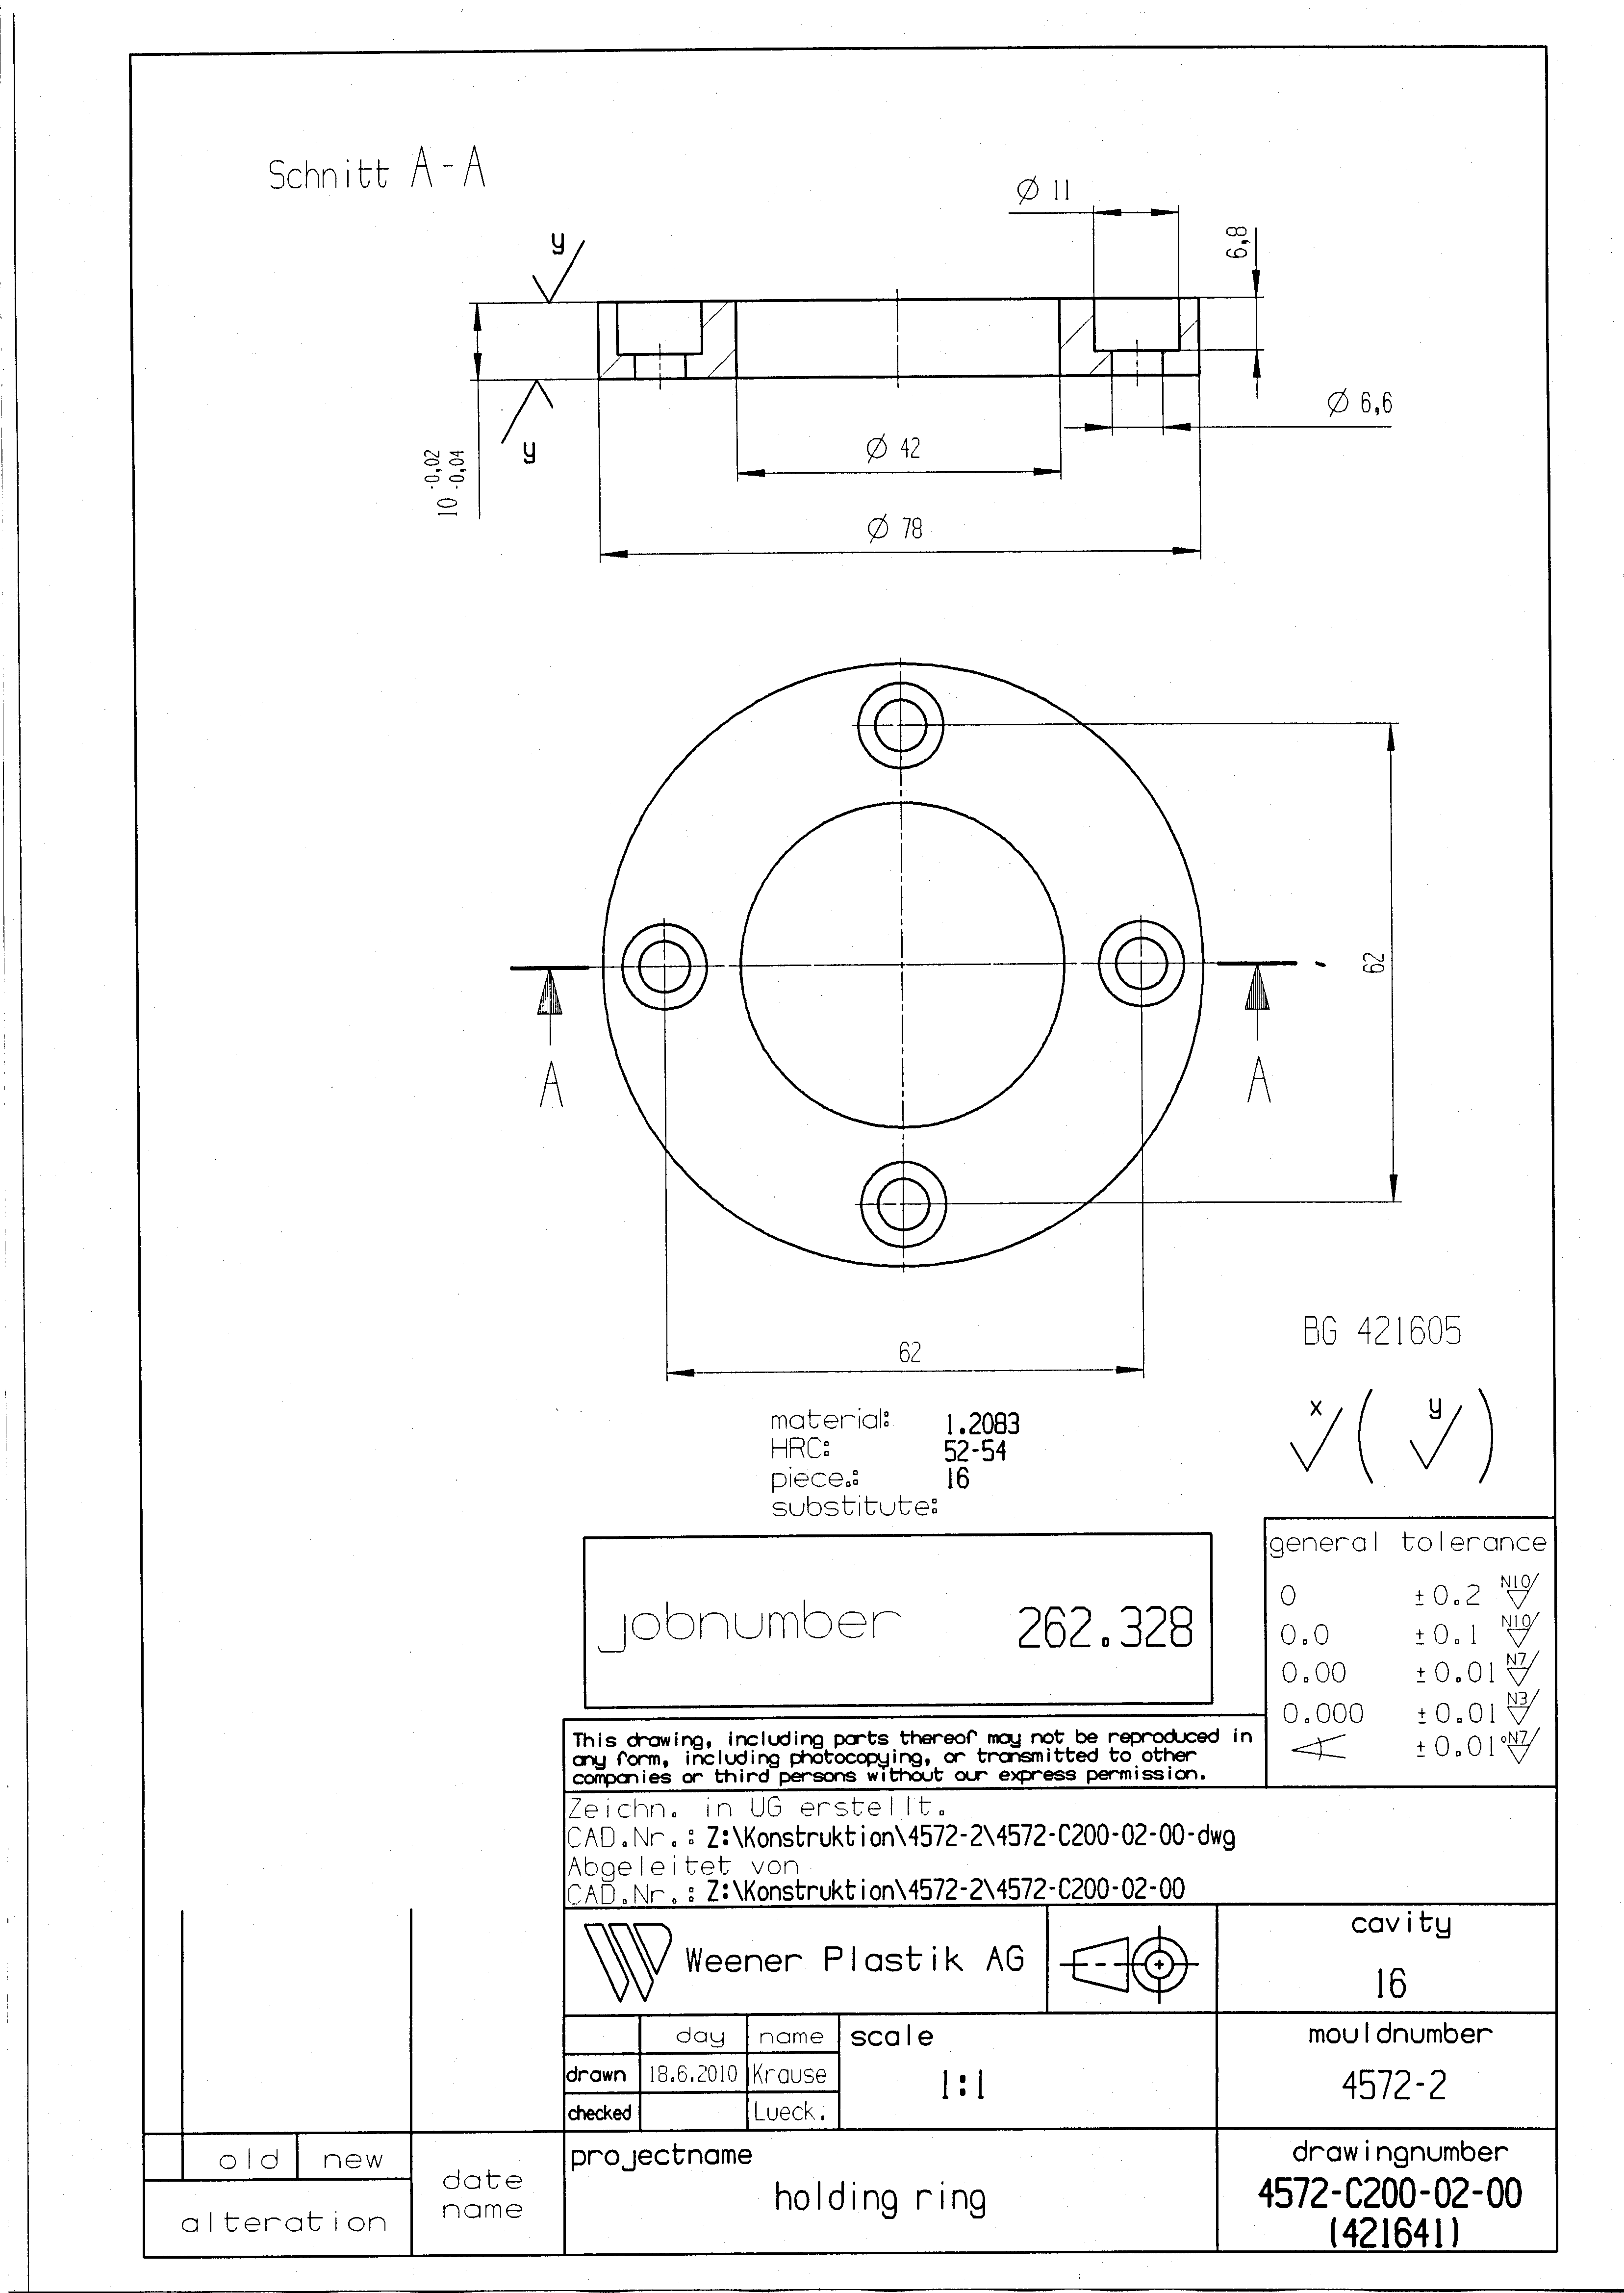 Schnitt A-A
Ø 11
6,8
y
Ø 6,6
y
10 -0,02 -0,04
Ø 42
Ø 78
62
A A
62
BG 421605
x ( y )
material: 1.2083
HRC: 52-54
piece.: 16
substitute:
general tolerance
0 ±0.2 N10
0.0 ±0.1 N10
0.00 ±0.01 N7
0.000 ±0.01 N3
±0.01° N7
jobnumber 262.328
This drawing, including parts thereof may not be reproduced in
any form, including photocopying, or transmitted to other
companies or third persons without our express permission.
Zeichn. in UG erstellt.
CAD.Nr.: Z:\Konstruktion\4572-2\4572-C200-02-00-dwg
Abgeleitet von
CAD.Nr.: Z:\Konstruktion\4572-2\4572-C200-02-00
Weener Plastik AG
cavity
16
day name
drawn 18.6.2010 Krause
checked Lueck.
scale
1:1
mouldnumber
4572-2
old new
alteration
date
name
projectname
holding ring
drawingnumber
4572-C200-02-00
(421641)